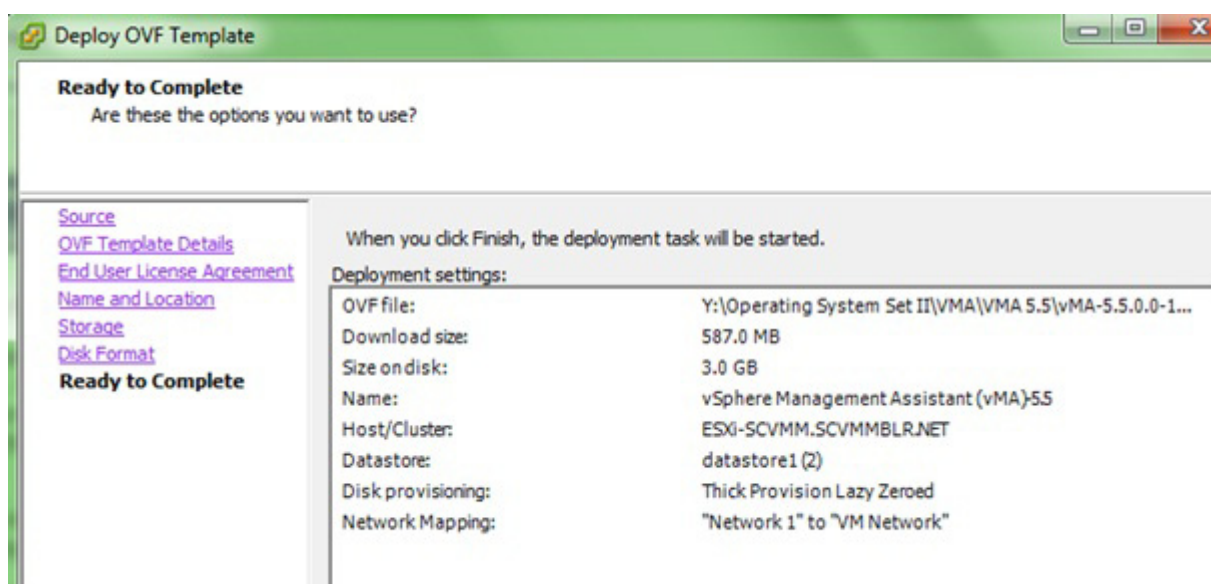 Deploy OVF Template
Ready to Complete
Are these the options you want to use?
Source
OVF Template Details
End User License Agreement
Name and Location
Storage
Disk Format
Ready to Complete
When you click Finish, the deployment task will be started.
Deployment settings:
OVF file: Y:\Operating System Set II\VMA\VMA 5.5\vMA-5.5.0.0-1...
Download size: 587.0 MB
Size on disk: 3.0 GB
Name: vSphere Management Assistant (vMA)-5.5
Host/Cluster: ESXi-SCVMM.SCVMMBLR.NET
Datastore: datastore1 (2)
Disk provisioning: Thick Provision Lazy Zeroed
Network Mapping: "Network 1" to "VM Network"